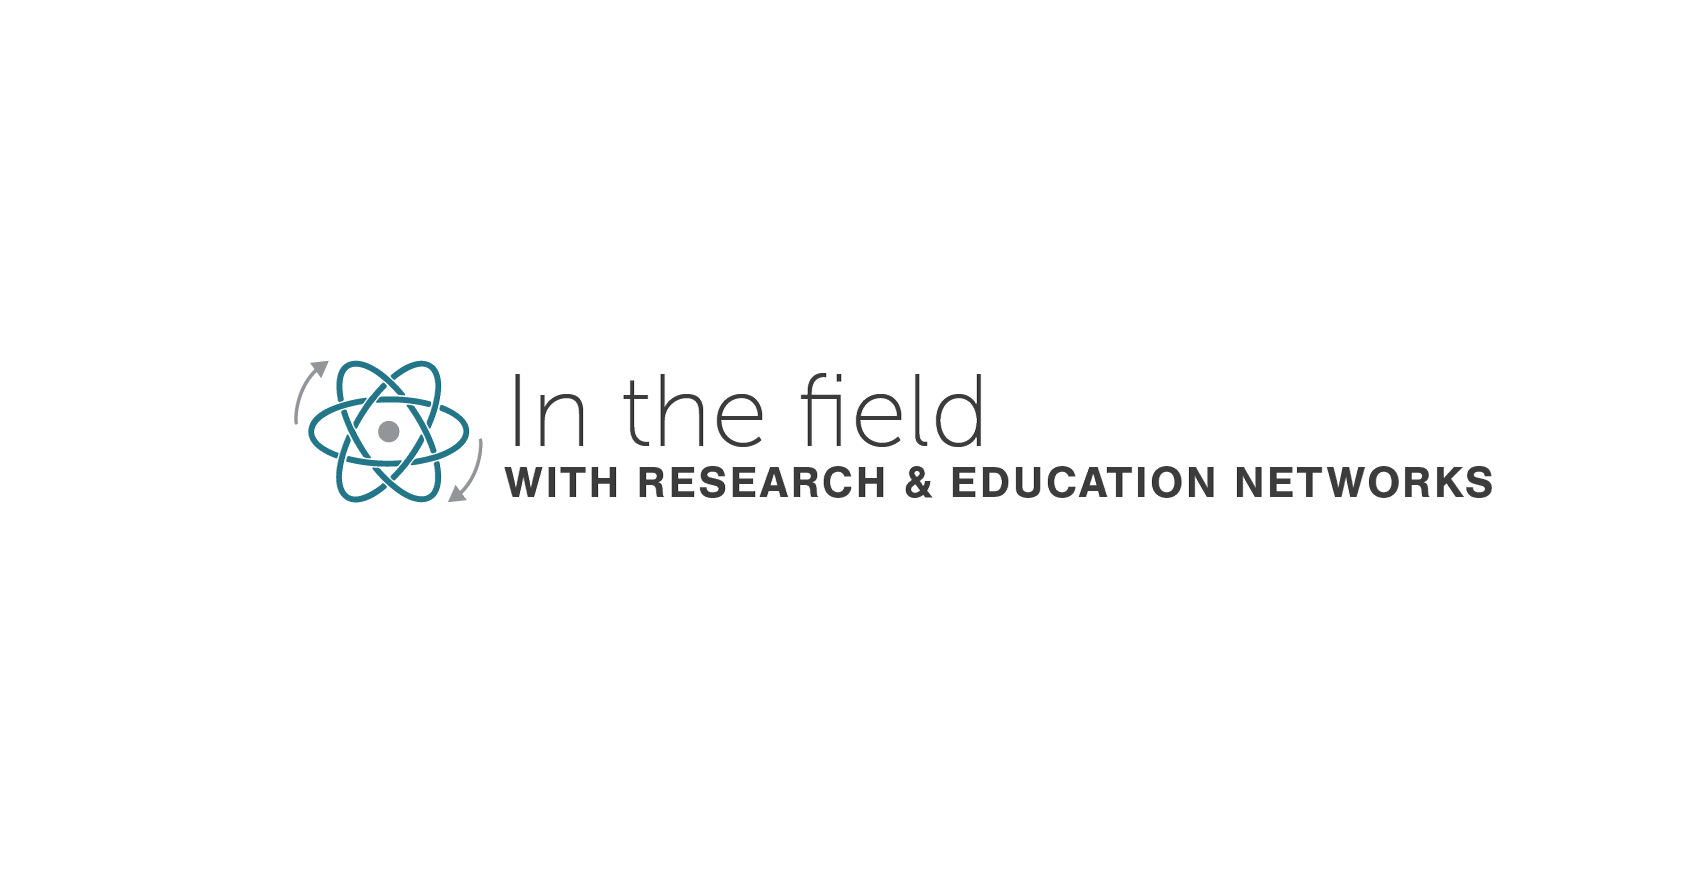 In the field
WITH RESEARCH & EDUCATION NETWORKS